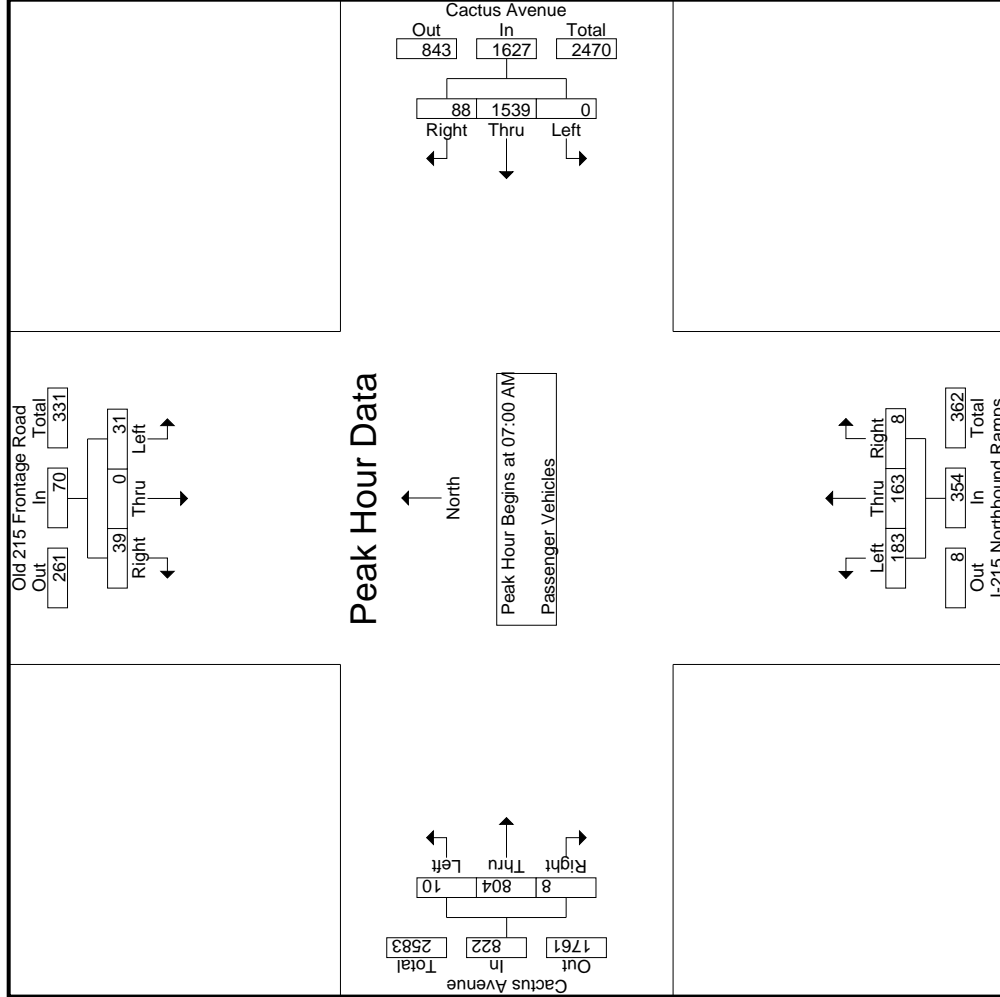 Cactus Avenue
Out In Total
843 1627 2470
88 1539 0
Right Thru Left
Old 215 Frontage Road
Out In Total
261 70 331
39 0 31
Right Thru Left
Peak Hour Data
North
Peak Hour Begins at 07:00 AM
Passenger Vehicles
Left Thru Right
183 163 8
8 354 362
Out In Total
I-215 Northbound Ramps
Left Thru Right
10 804 8
2583 822 1761
Total In Out
Cactus Avenue